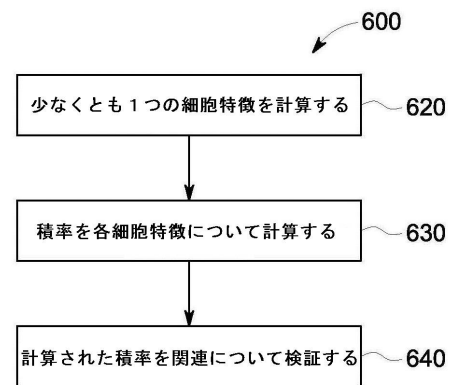 600
少なくとも1つの細胞特徴を計算する
620
積率を各細胞特徴について計算する
630
計算された積率を関連について検証する
640